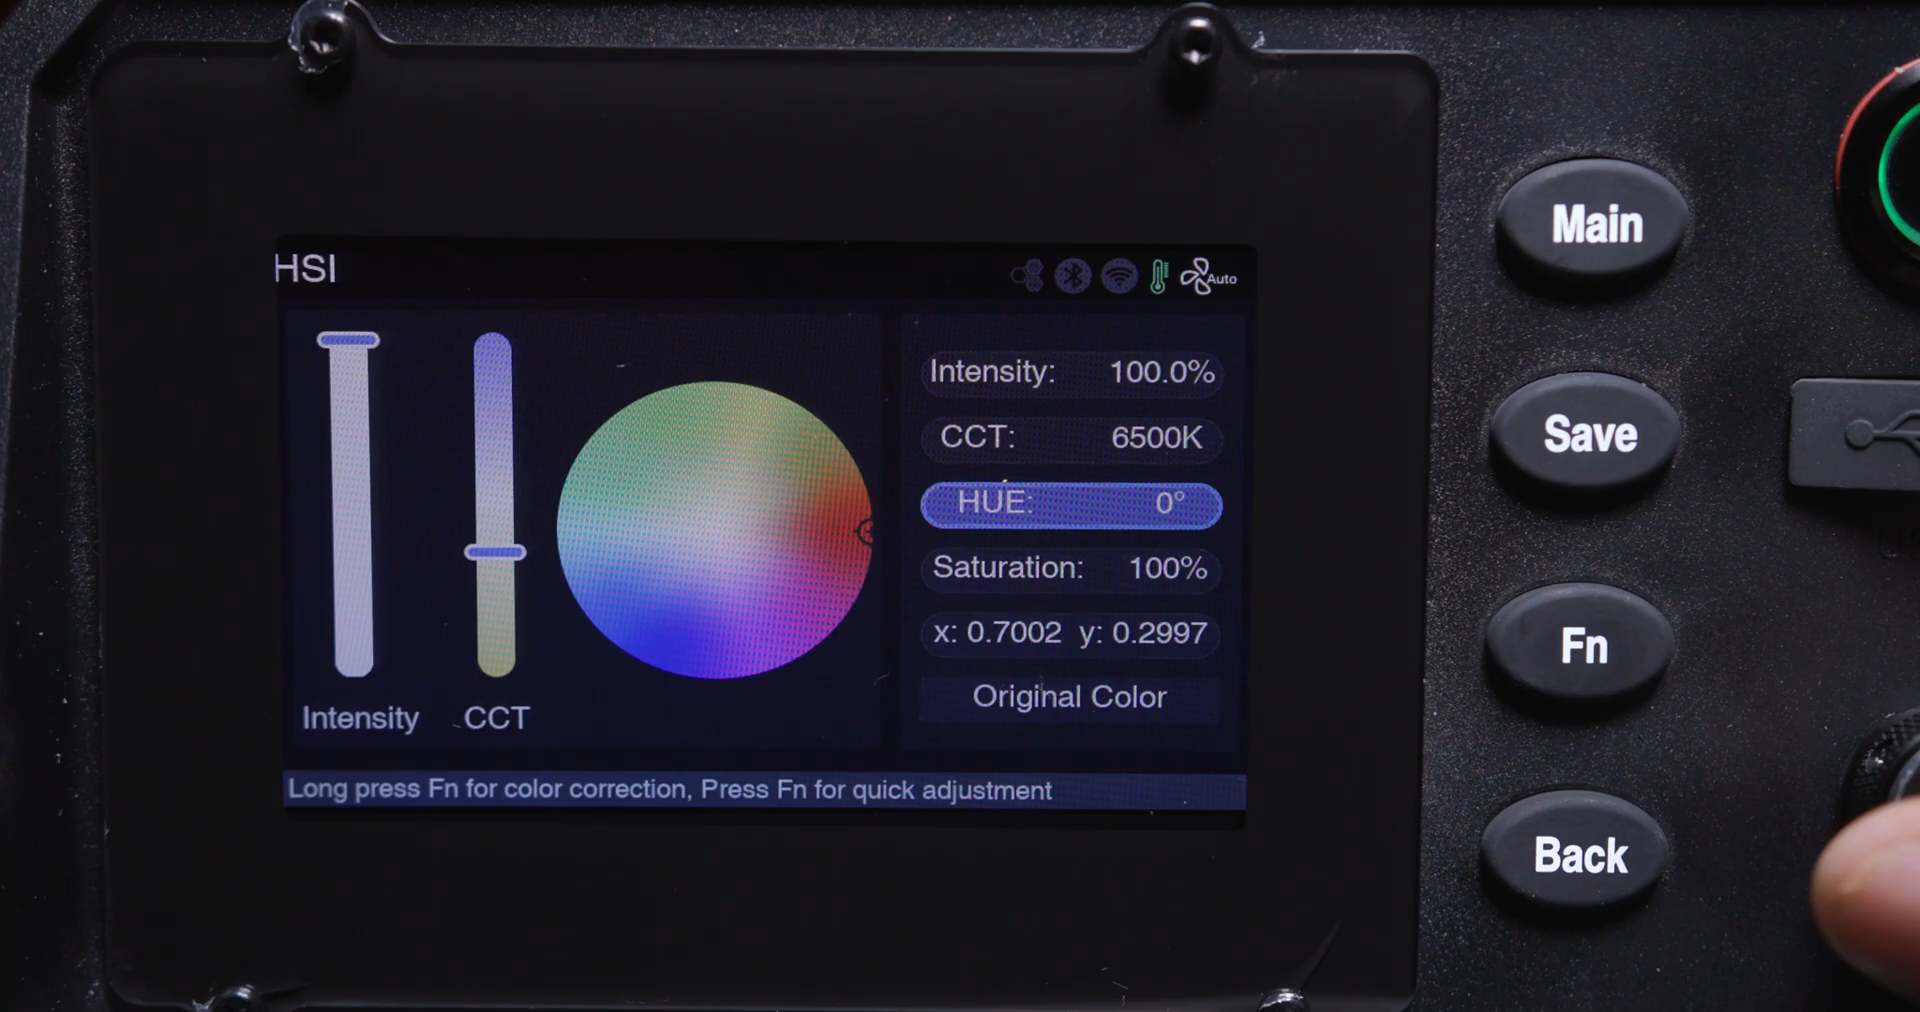 HSI
Auto
Intensity: 100.0%
CCT: 6500K
HUE: 0°
Saturation: 100%
x: 0.7002 y: 0.2997
Original Color
Intensity CCT
Long press Fn for color correction, Press Fn for quick adjustment
Main
Save
Fn
Back